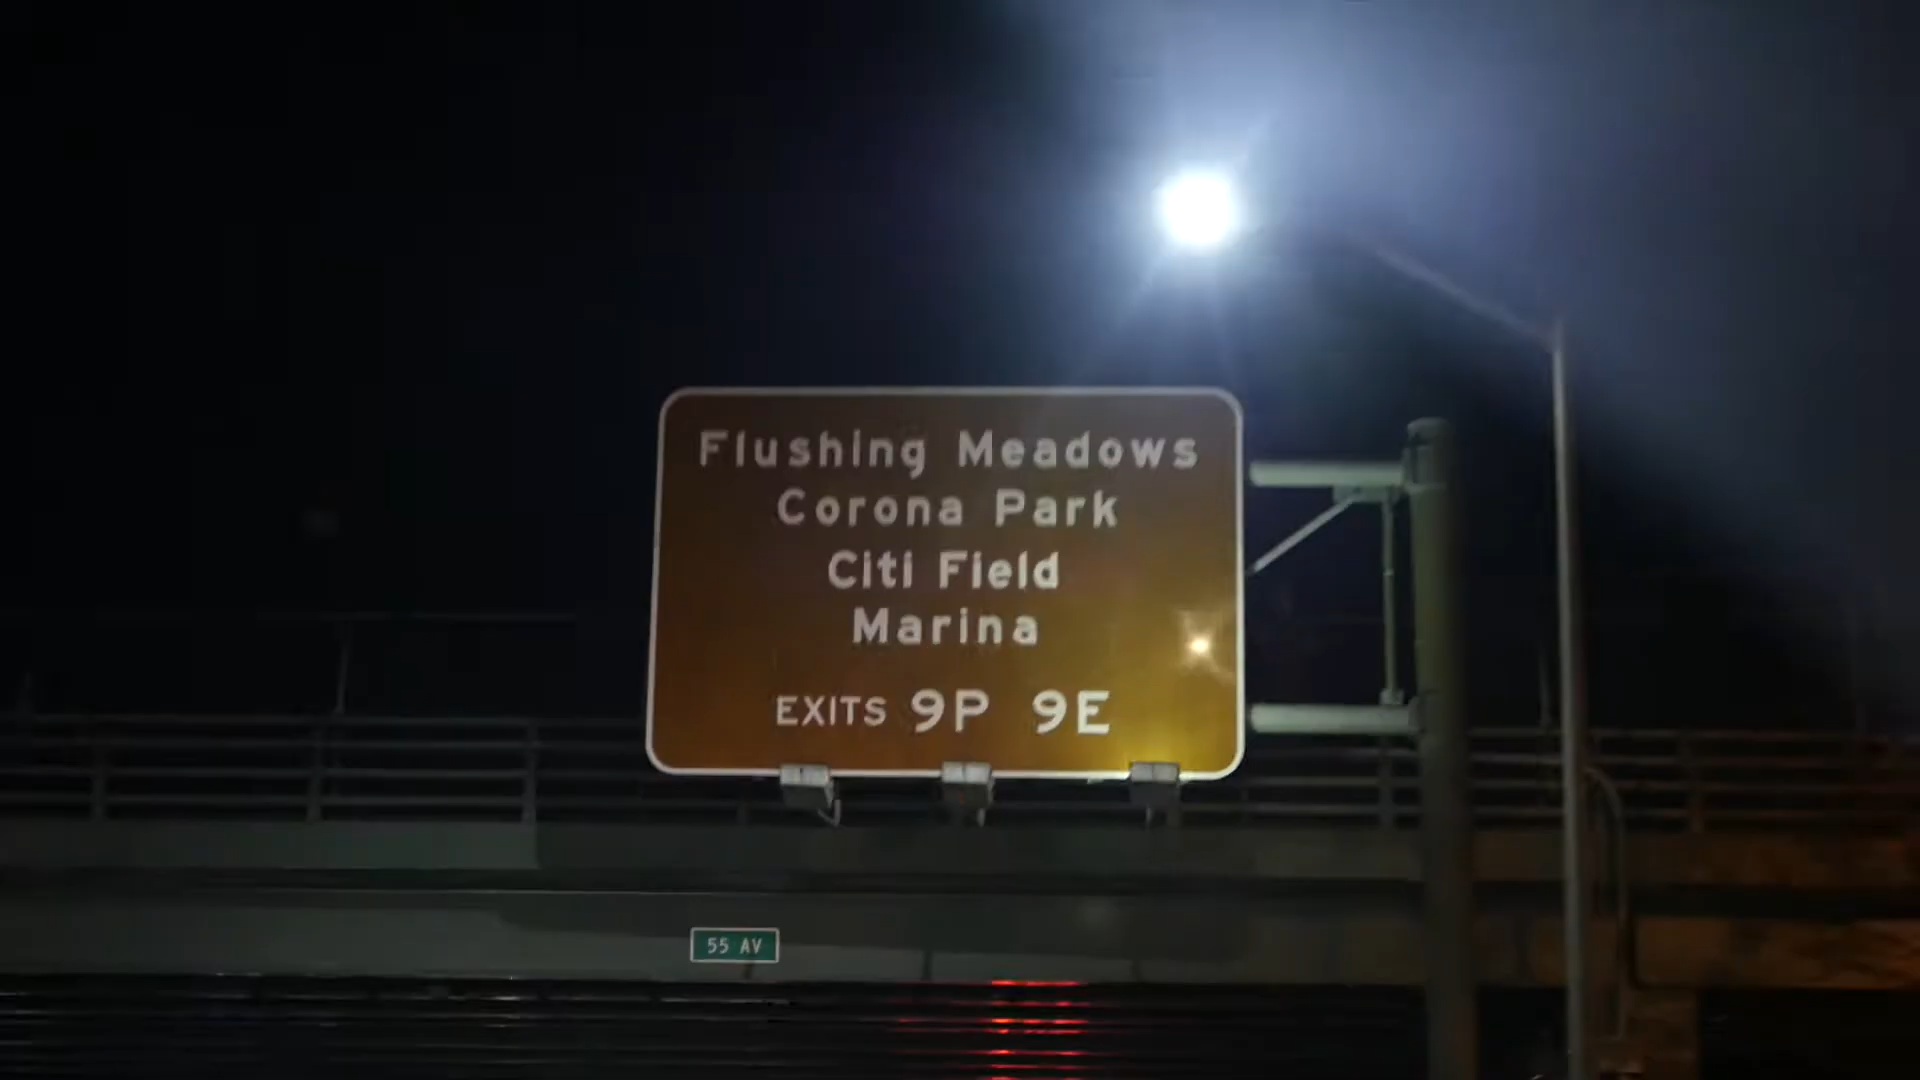 Flushing Meadows
Corona Park
Citi Field
Marina
EXITS 9P 9E
55 AV